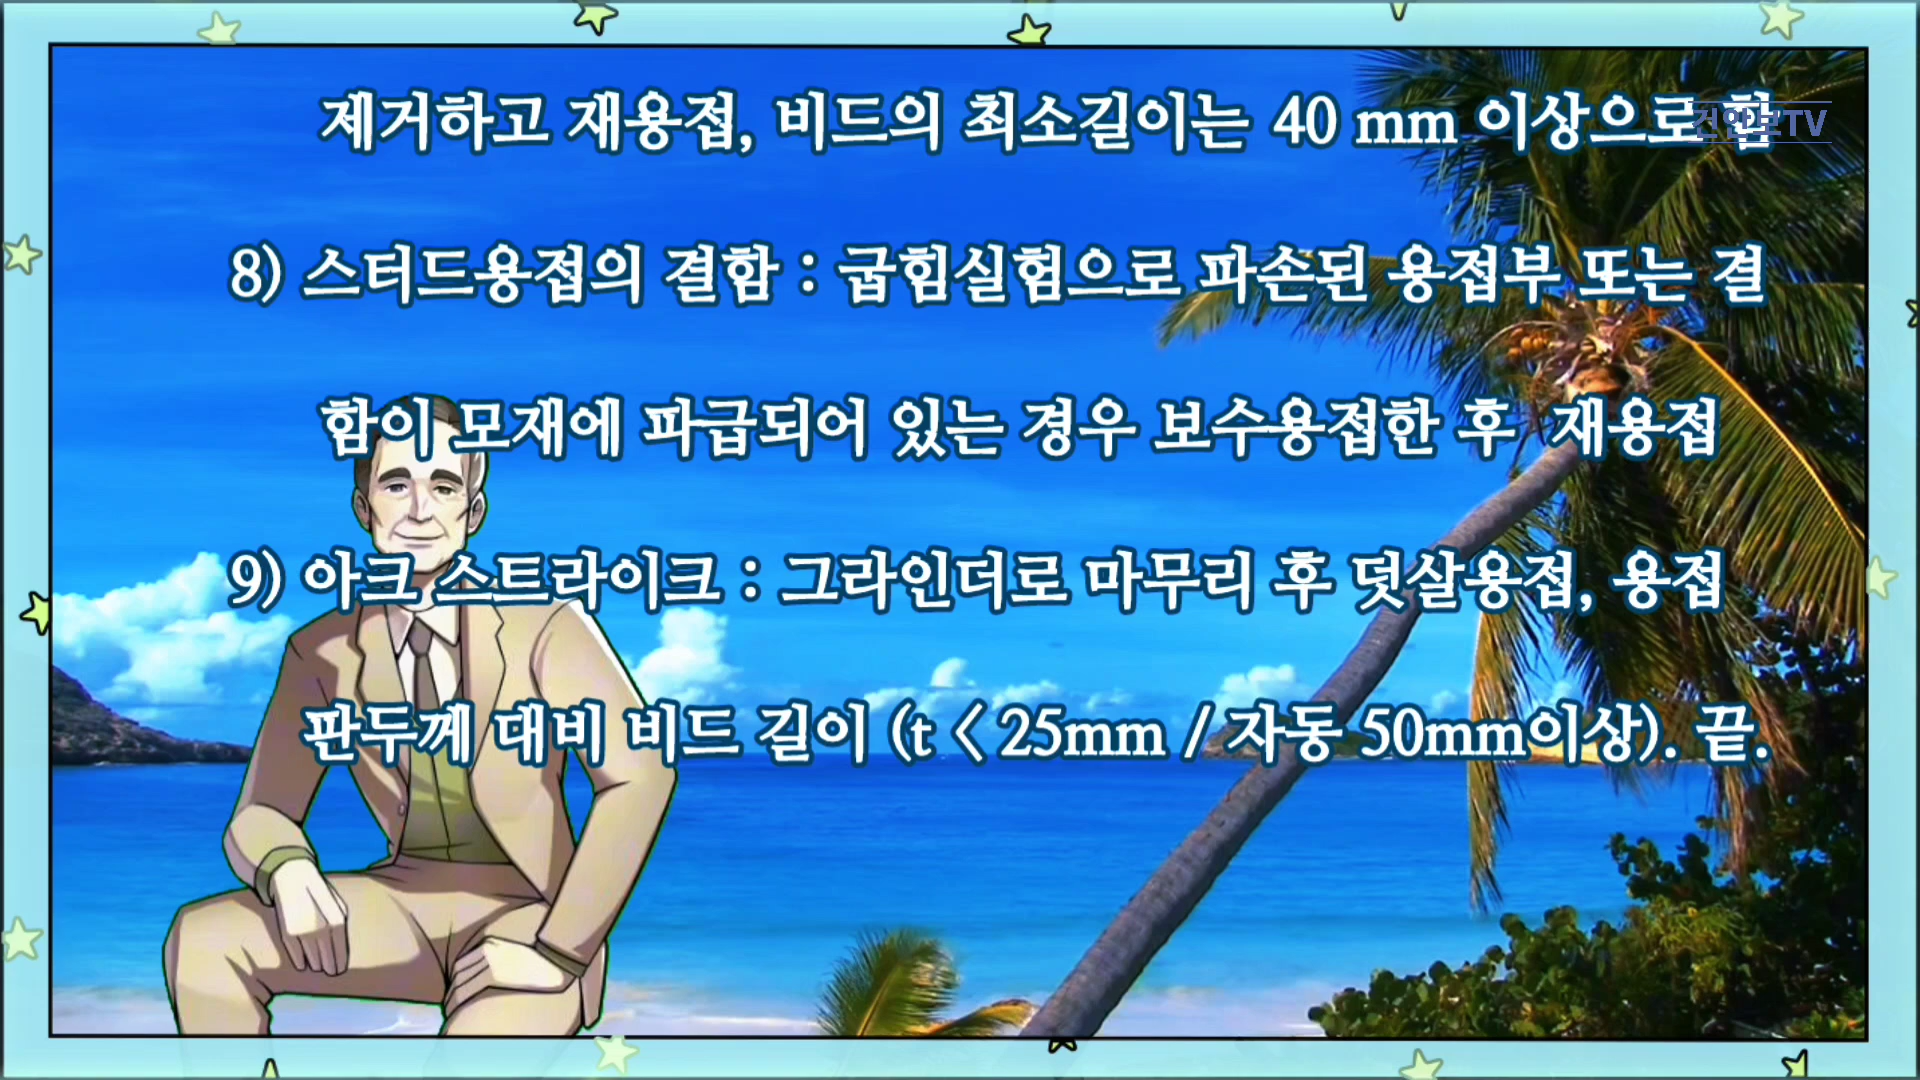 제거하고 재용접, 비드의 최소길이는 40 mm 이상으로 함
건안보TV
8) 스터드용접의 결함 : 굽힘실험으로 파손된 용접부 또는 결
함이 모재에 파급되어 있는 경우 보수용접한 후 재용접
9) 아크 스트라이크 : 그라인더로 마무리 후 덧살용접, 용접
판두께 대비 비드 길이 (t < 25mm / 자동 50mm이상). 끝.